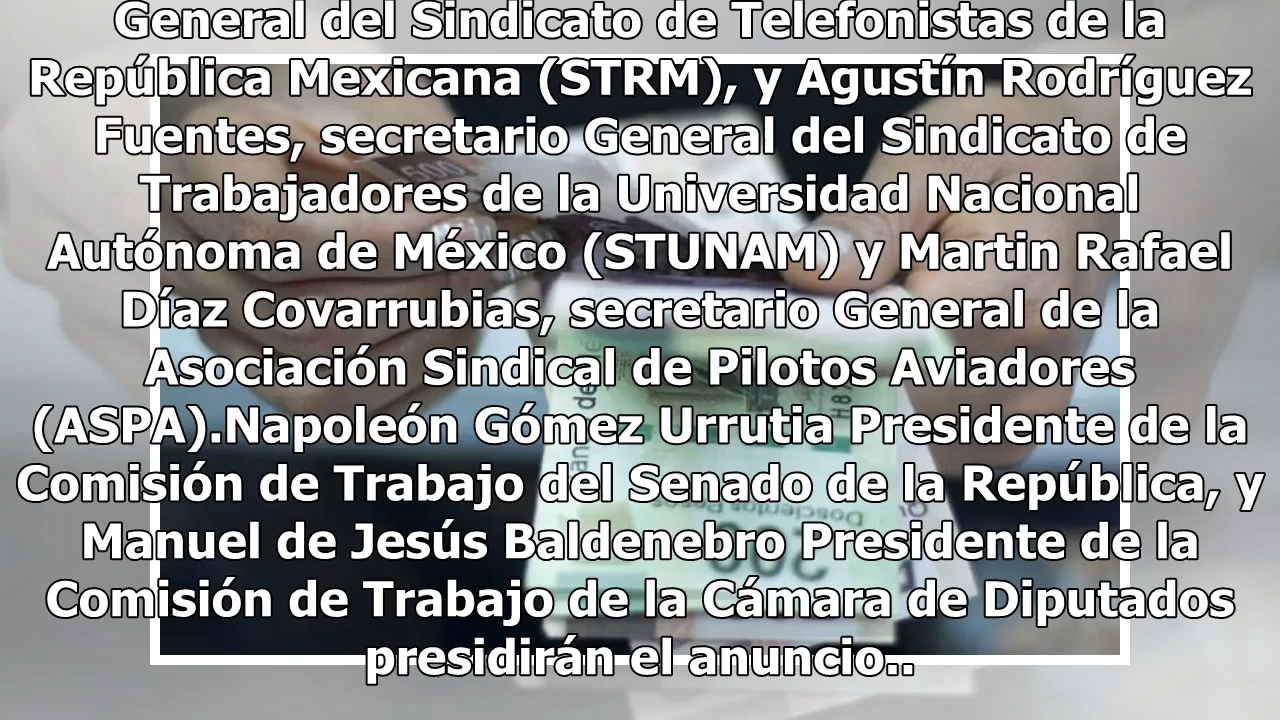 General del Sindicato de Telefonistas de la
República Mexicana (STRM), y Agustín Rodríguez
Fuentes, secretario General del Sindicato de
Trabajadores de la Universidad Nacional
Autónoma de México (STUNAM) y Martin Rafael
Díaz Covarrubias, secretario General de la
Asociación Sindical de Pilotos Aviadores
(ASPA).Napoleón Gómez Urrutia Presidente de la
Comisión de Trabajo del Senado de la República, y
Manuel de Jesús Baldenebro Presidente de la
Comisión de Trabajo de la Cámara de Diputados
presidirán el anuncio..
Doscientos Pesos
200